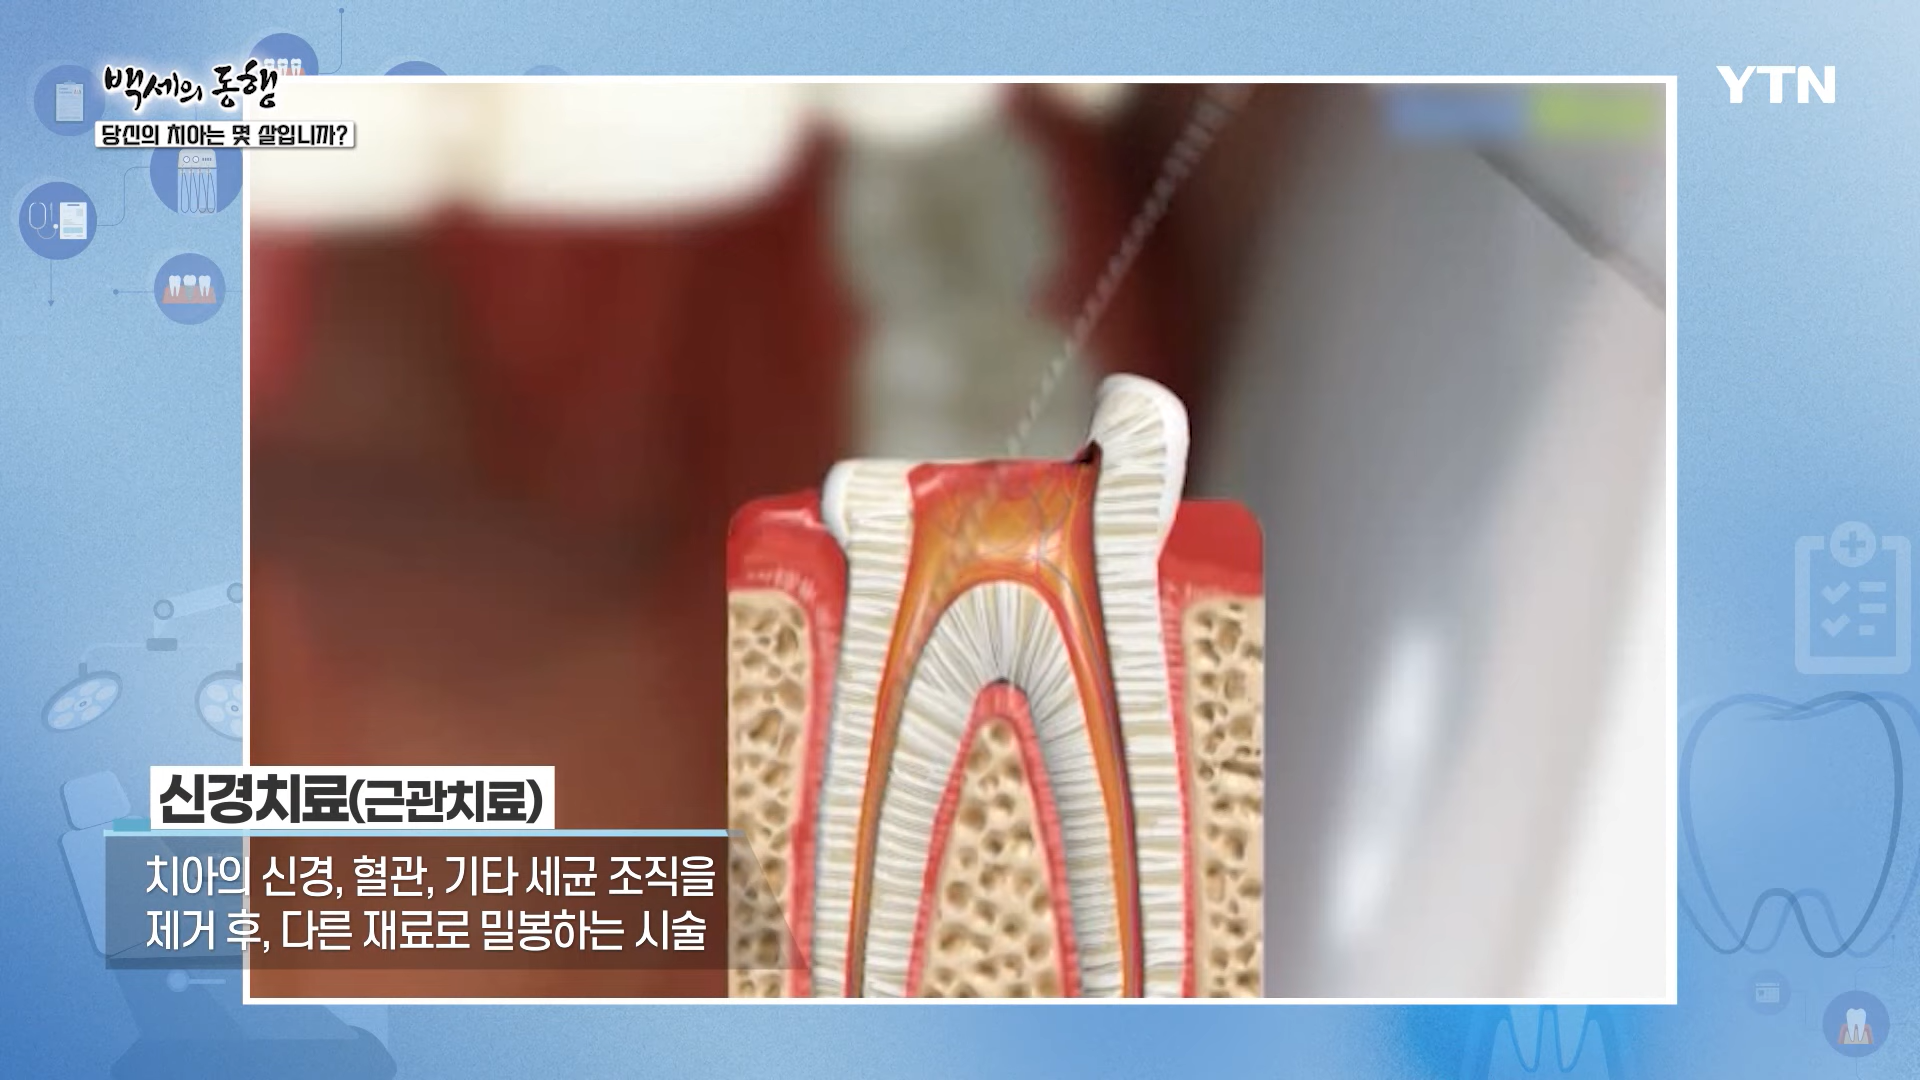 백세의 동행
당신의 치아는 몇 살입니까?
YTN
신경치료(근관치료)
치아의 신경, 혈관, 기타 세균 조직을
제거 후, 다른 재료로 밀봉하는 시술